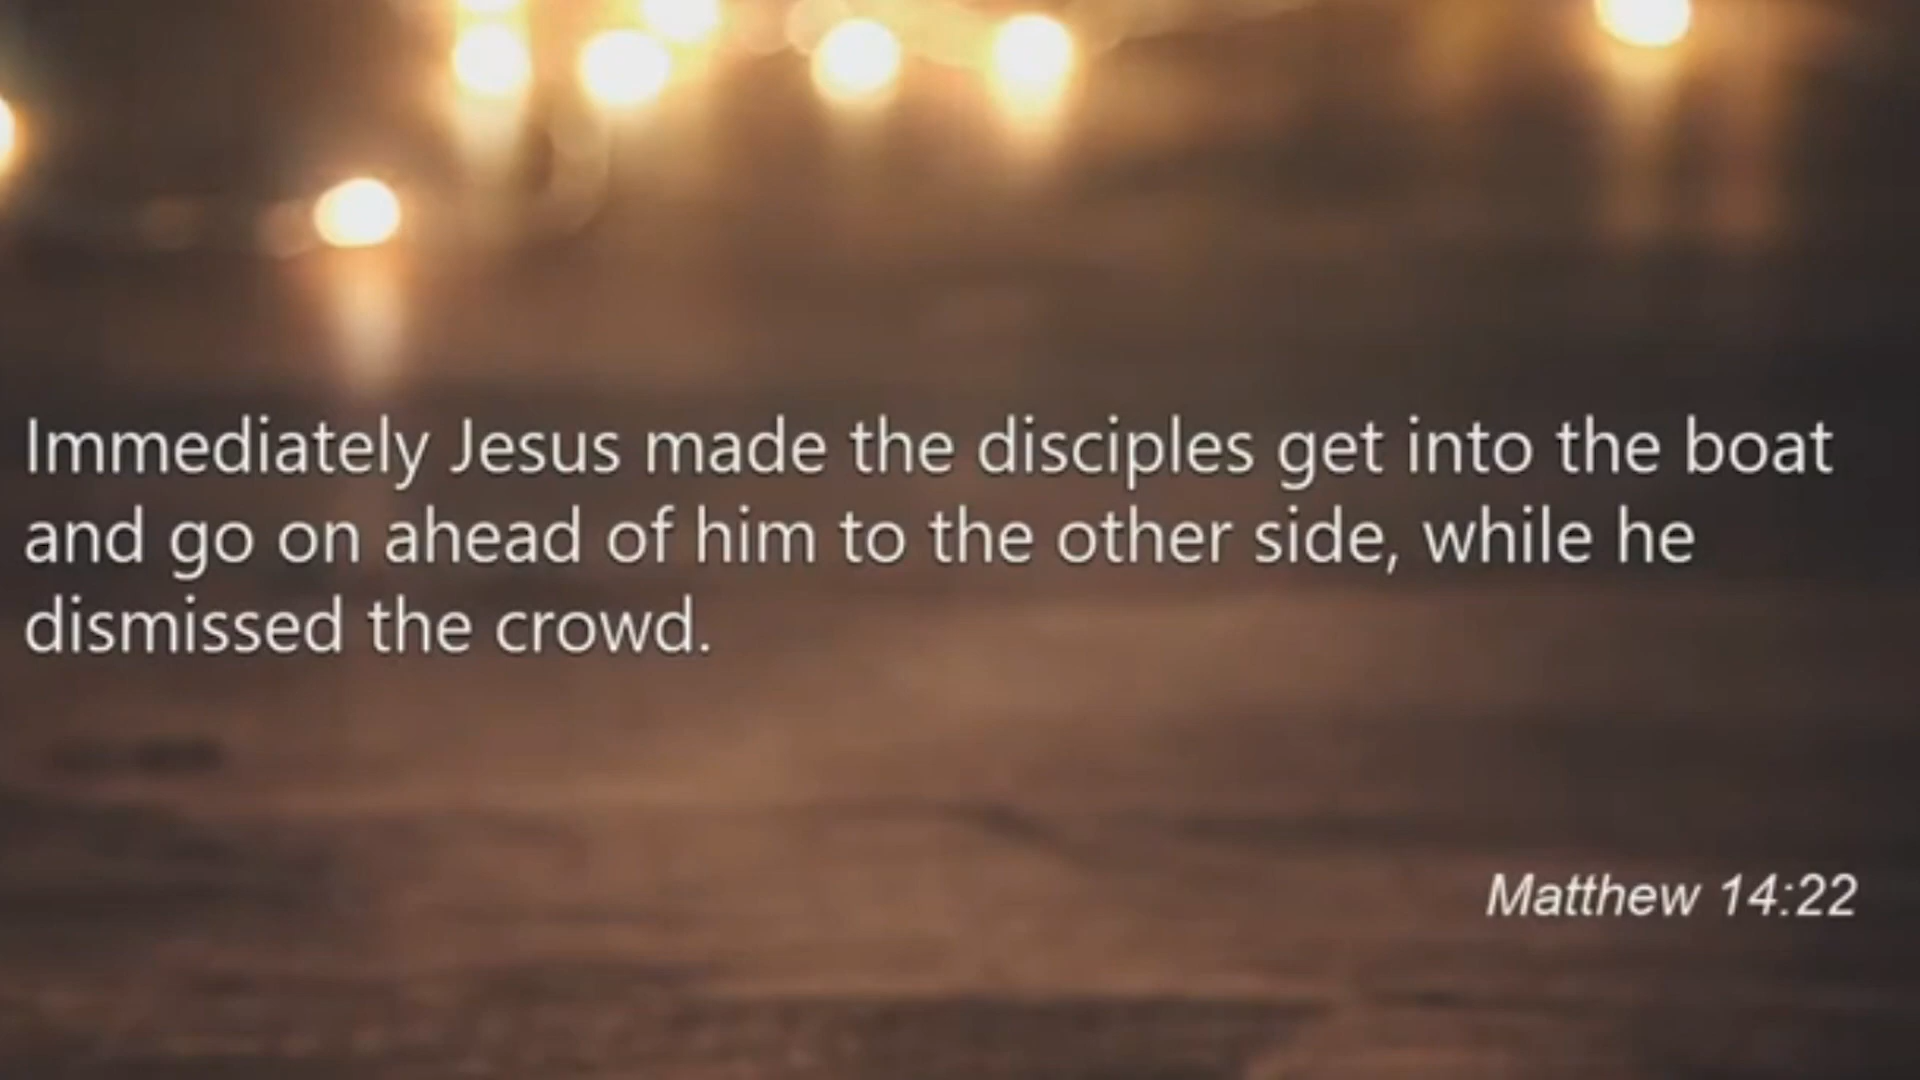 Immediately Jesus made the disciples get into the boat
and go on ahead of him to the other side, while he
dismissed the crowd.
Matthew 14:22